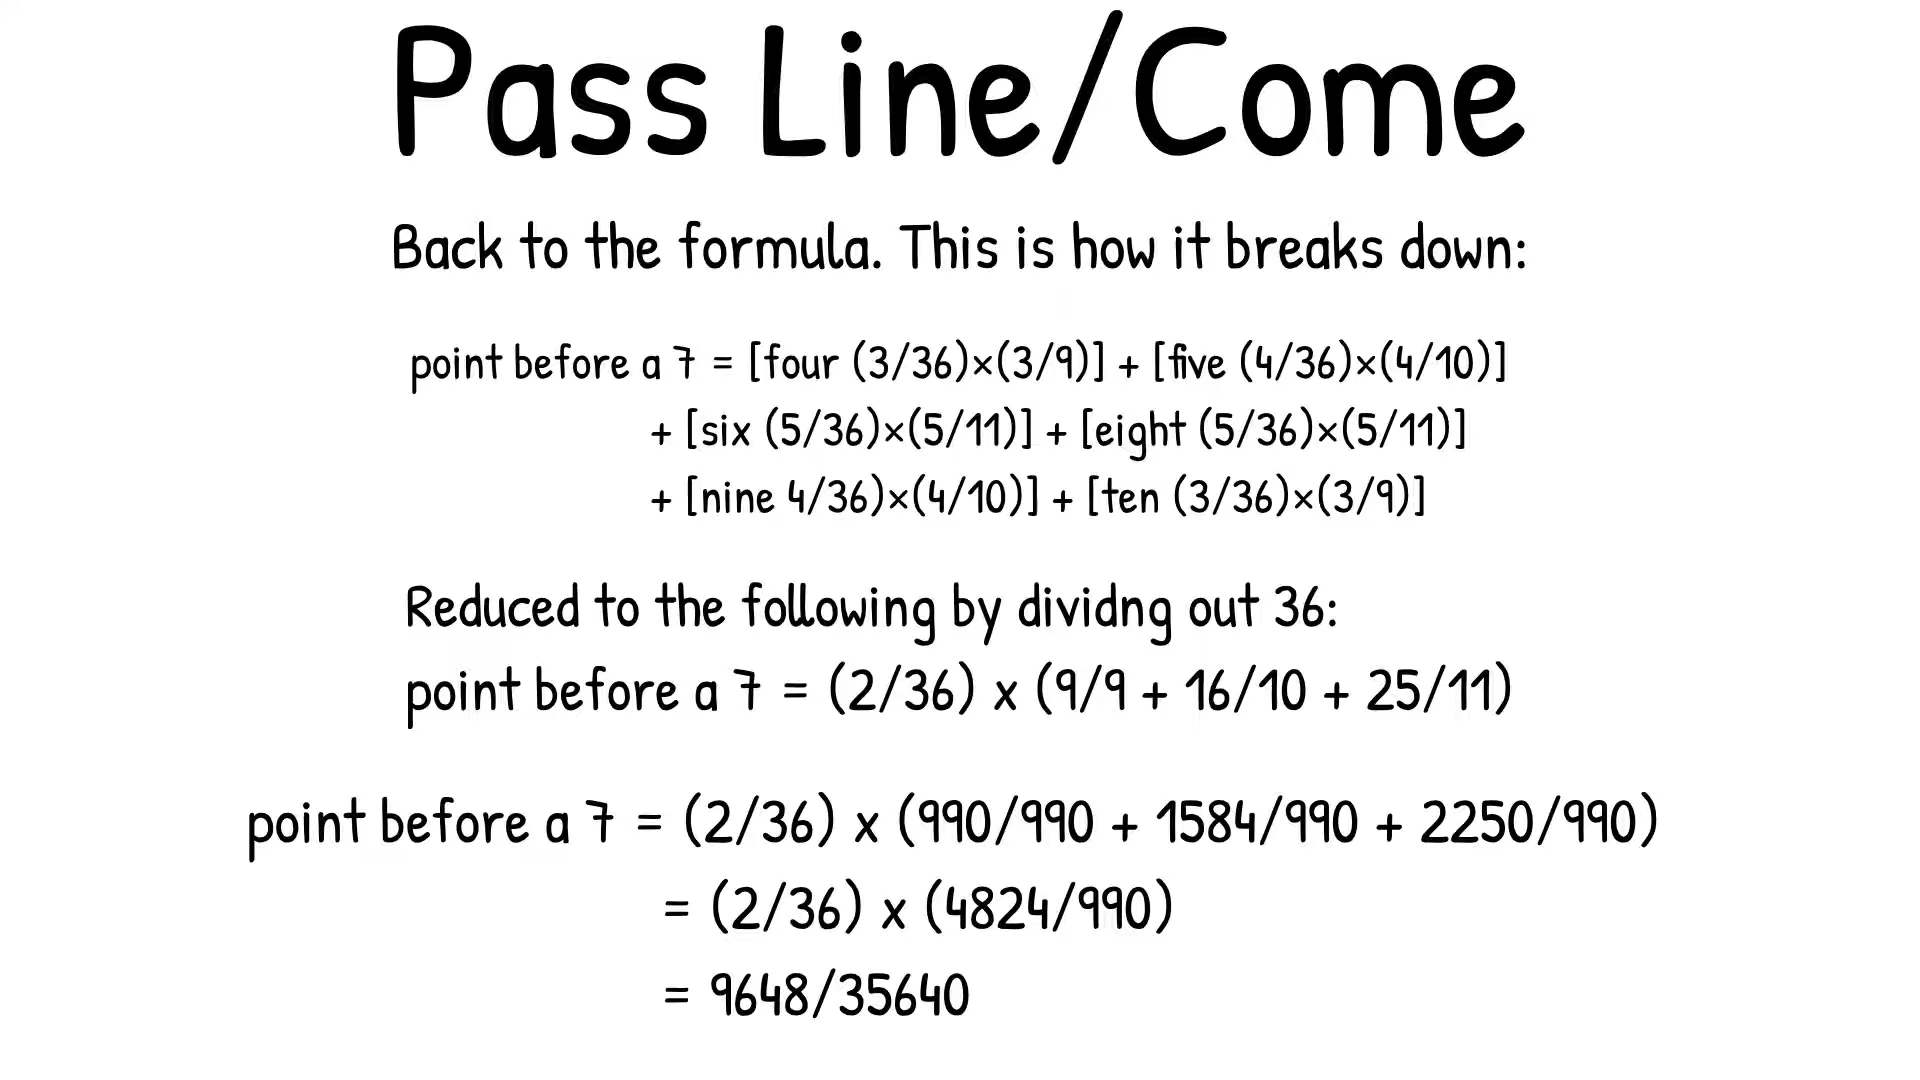 Pass Line/Come
Back to the formula. This is how it breaks down:
point before a 7 = [four (3/36)×(3/9)] + [five (4/36)×(4/10)]
+ [six (5/36)×(5/11)] + [eight (5/36)×(5/11)]
+ [nine 4/36)×(4/10)] + [ten (3/36)×(3/9)]
Reduced to the following by dividng out 36:
point before a 7 = (2/36) x (9/9 + 16/10 + 25/11)
point before a 7 = (2/36) x (990/990 + 1584/990 + 2250/990)
= (2/36) x (4824/990)
= 9648/35640